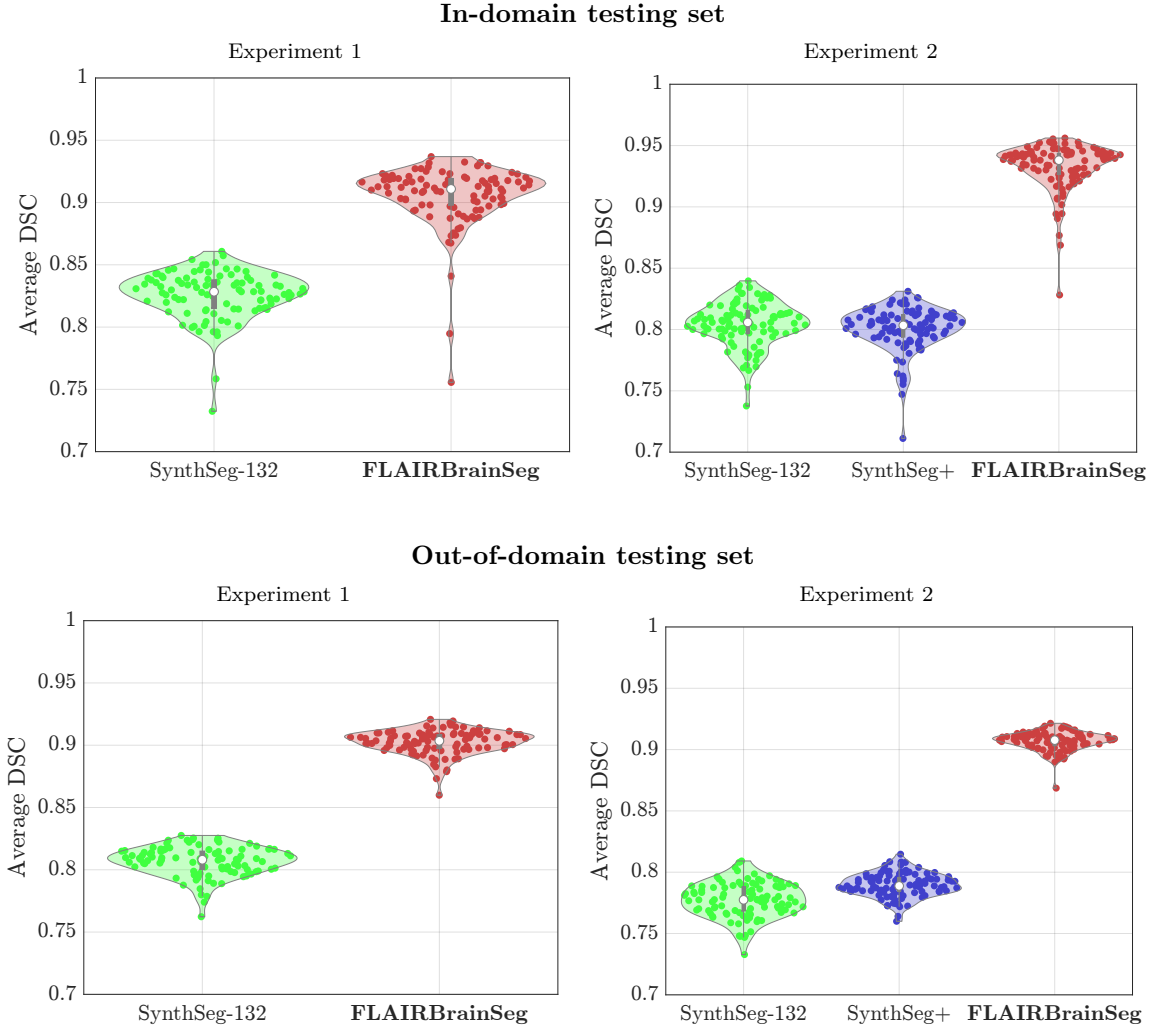 In-domain testing set
Experiment 1
1
0.95
0.9
0.85
0.8
0.75
0.7
Average DSC
SynthSeg-132 FLAIRBrainSeg
Experiment 2
1
0.95
0.9
0.85
0.8
0.75
0.7
Average DSC
SynthSeg-132 SynthSeg+ FLAIRBrainSeg
Out-of-domain testing set
Experiment 1
1
0.95
0.9
0.85
0.8
0.75
0.7
Average DSC
SynthSeg-132 FLAIRBrainSeg
Experiment 2
1
0.95
0.9
0.85
0.8
0.75
0.7
Average DSC
SynthSeg-132 SynthSeg+ FLAIRBrainSeg